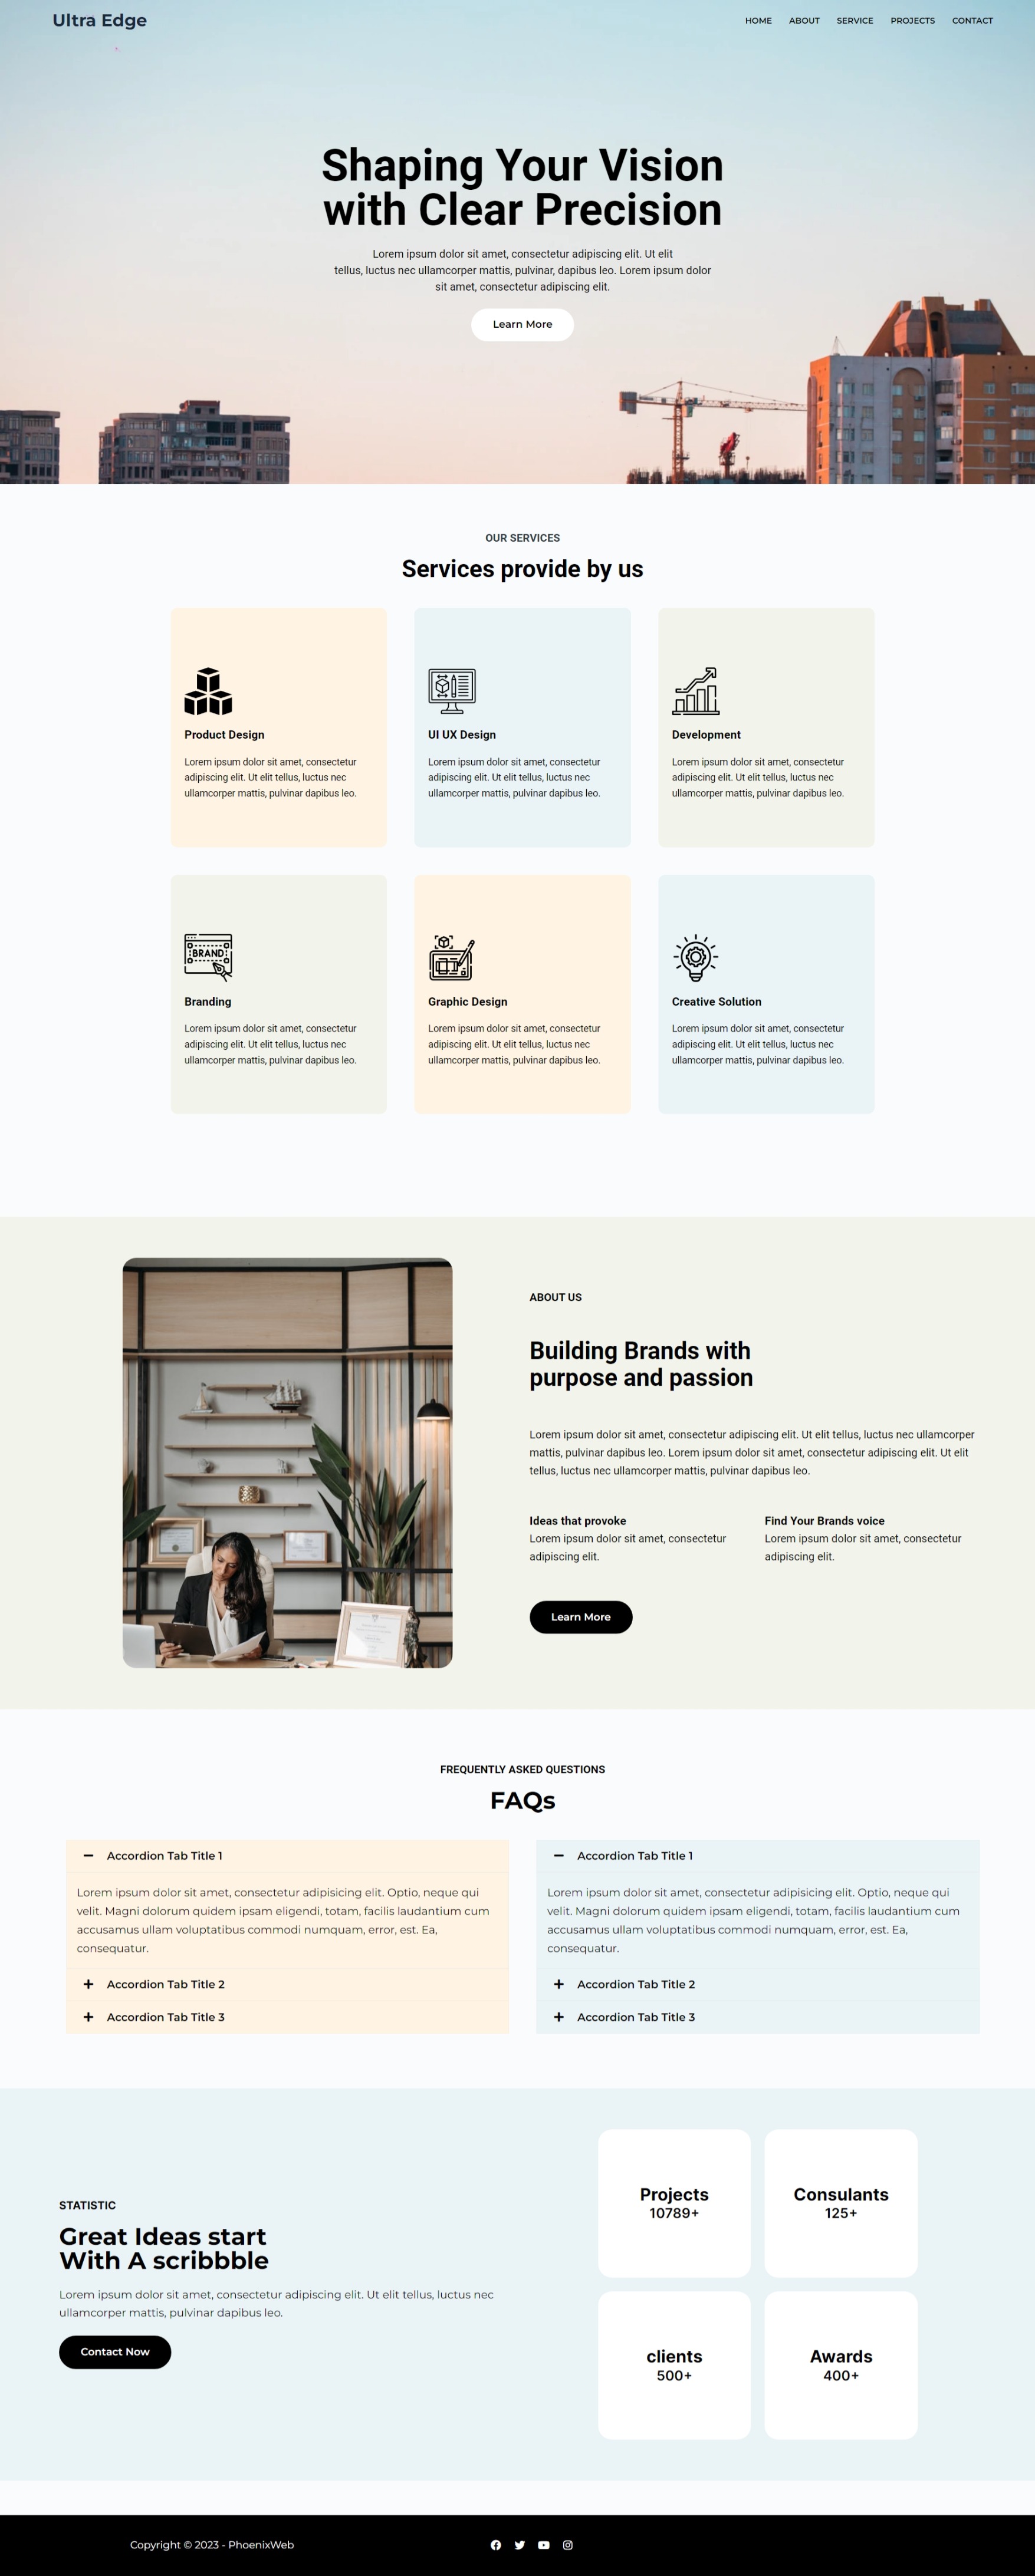 Ultra Edge
HOME ABOUT SERVICE PROJECTS CONTACT
Shaping Your Vision
with Clear Precision
Lorem ipsum dolor sit amet, consectetur adipiscing elit. Ut elit
tellus, luctus nec ullamcorper mattis, pulvinar, dapibus leo. Lorem ipsum dolor
sit amet, consectetur adipiscing elit.
Learn More
OUR SERVICES
Services provide by us
Product Design
Lorem ipsum dolor sit amet, consectetur
adipiscing elit. Ut elit tellus, luctus nec
ullamcorper mattis, pulvinar dapibus leo.
UI UX Design
Lorem ipsum dolor sit amet, consectetur
adipiscing elit. Ut elit tellus, luctus nec
ullamcorper mattis, pulvinar dapibus leo.
Development
Lorem ipsum dolor sit amet, consectetur
adipiscing elit. Ut elit tellus, luctus nec
ullamcorper mattis, pulvinar dapibus leo.
BRAND
Branding
Lorem ipsum dolor sit amet, consectetur
adipiscing elit. Ut elit tellus, luctus nec
ullamcorper mattis, pulvinar dapibus leo.
Graphic Design
Lorem ipsum dolor sit amet, consectetur
adipiscing elit. Ut elit tellus, luctus nec
ullamcorper mattis, pulvinar dapibus leo.
Creative Solution
Lorem ipsum dolor sit amet, consectetur
adipiscing elit. Ut elit tellus, luctus nec
ullamcorper mattis, pulvinar dapibus leo.
ABOUT US
Building Brands with
purpose and passion
Lorem ipsum dolor sit amet, consectetur adipiscing elit. Ut elit tellus, luctus nec ullamcorper
mattis, pulvinar dapibus leo. Lorem ipsum dolor sit amet, consectetur adipiscing elit. Ut elit
tellus, luctus nec ullamcorper mattis, pulvinar dapibus leo.
Ideas that provoke
Lorem ipsum dolor sit amet, consectetur
adipiscing elit.
Find Your Brands voice
Lorem ipsum dolor sit amet, consectetur
adipiscing elit.
Learn More
FREQUENTLY ASKED QUESTIONS
FAQs
Accordion Tab Title 1
Lorem ipsum dolor sit amet, consectetur adipisicing elit. Optio, neque qui
velit. Magni dolorum quidem ipsam eligendi, totam, facilis laudantium cum
accusamus ullam voluptatibus commodi numquam, error, est. Ea,
consequatur.
Accordion Tab Title 2
Accordion Tab Title 3
Accordion Tab Title 1
Lorem ipsum dolor sit amet, consectetur adipisicing elit. Optio, neque qui
velit. Magni dolorum quidem ipsam eligendi, totam, facilis laudantium cum
accusamus ullam voluptatibus commodi numquam, error, est. Ea,
consequatur.
Accordion Tab Title 2
Accordion Tab Title 3
STATISTIC
Great Ideas start
With A scribbble
Lorem ipsum dolor sit amet, consectetur adipiscing elit. Ut elit tellus, luctus nec
ullamcorper mattis, pulvinar dapibus leo.
Contact Now
Projects
10789+
Consulants
125+
clients
500+
Awards
400+
Copyright © 2023 - PhoenixWeb